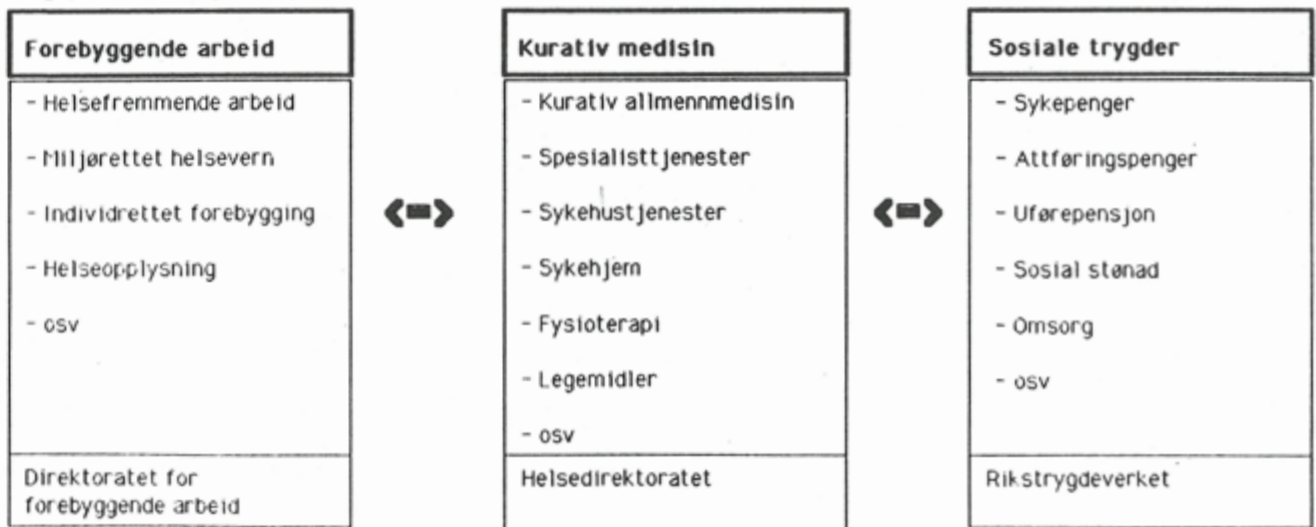 Forebyggende arbeid
- Helsefremmende arbeid
- Miljørettet helsevern
- Individrettet forebygging
- Helseopplysning
- osv
Direktoratet for
forebyggende arbeid
Kurativ medisin
- Kurativ allmennmedisin
- Spesialisttjenester
- Sykehustjenester
- Sykehjem
- Fysioterapi
- Legemidler
- osv
Helsedirektoratet
Sosiale trygder
- Sykepenger
- Attføringspenger
- Uførepensjon
- Sosial stønad
- Omsorg
- osv
Rikstrygdeverket